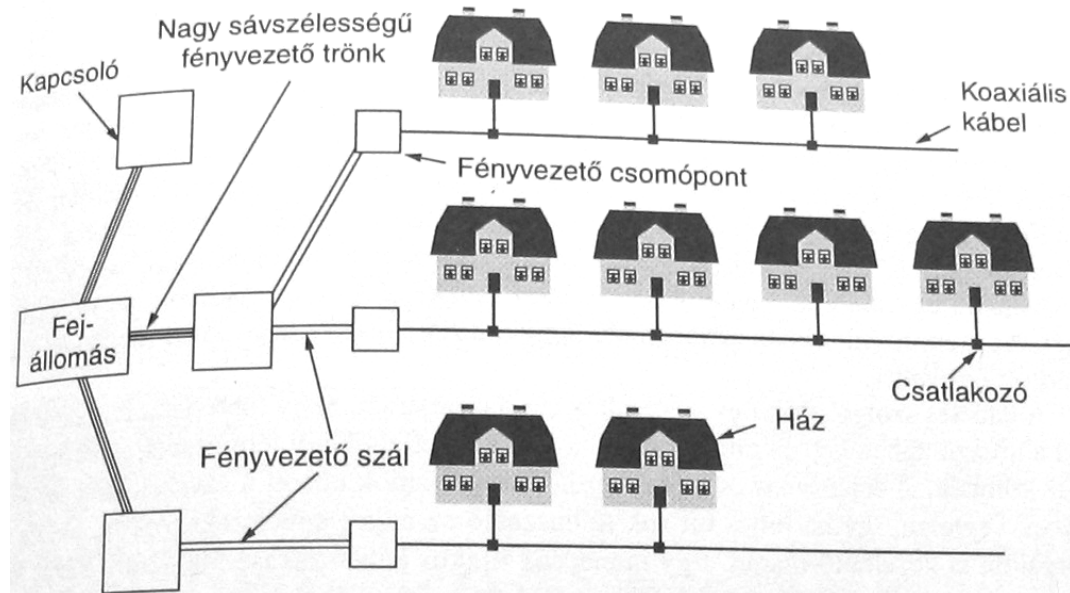 Nagy sávszélességű
fényvezető trönk
Kapcsoló
Koaxiális
kábel
Fényvezető csomópont
Fej-
állomás
Csatlakozó
Ház
Fényvezető szál